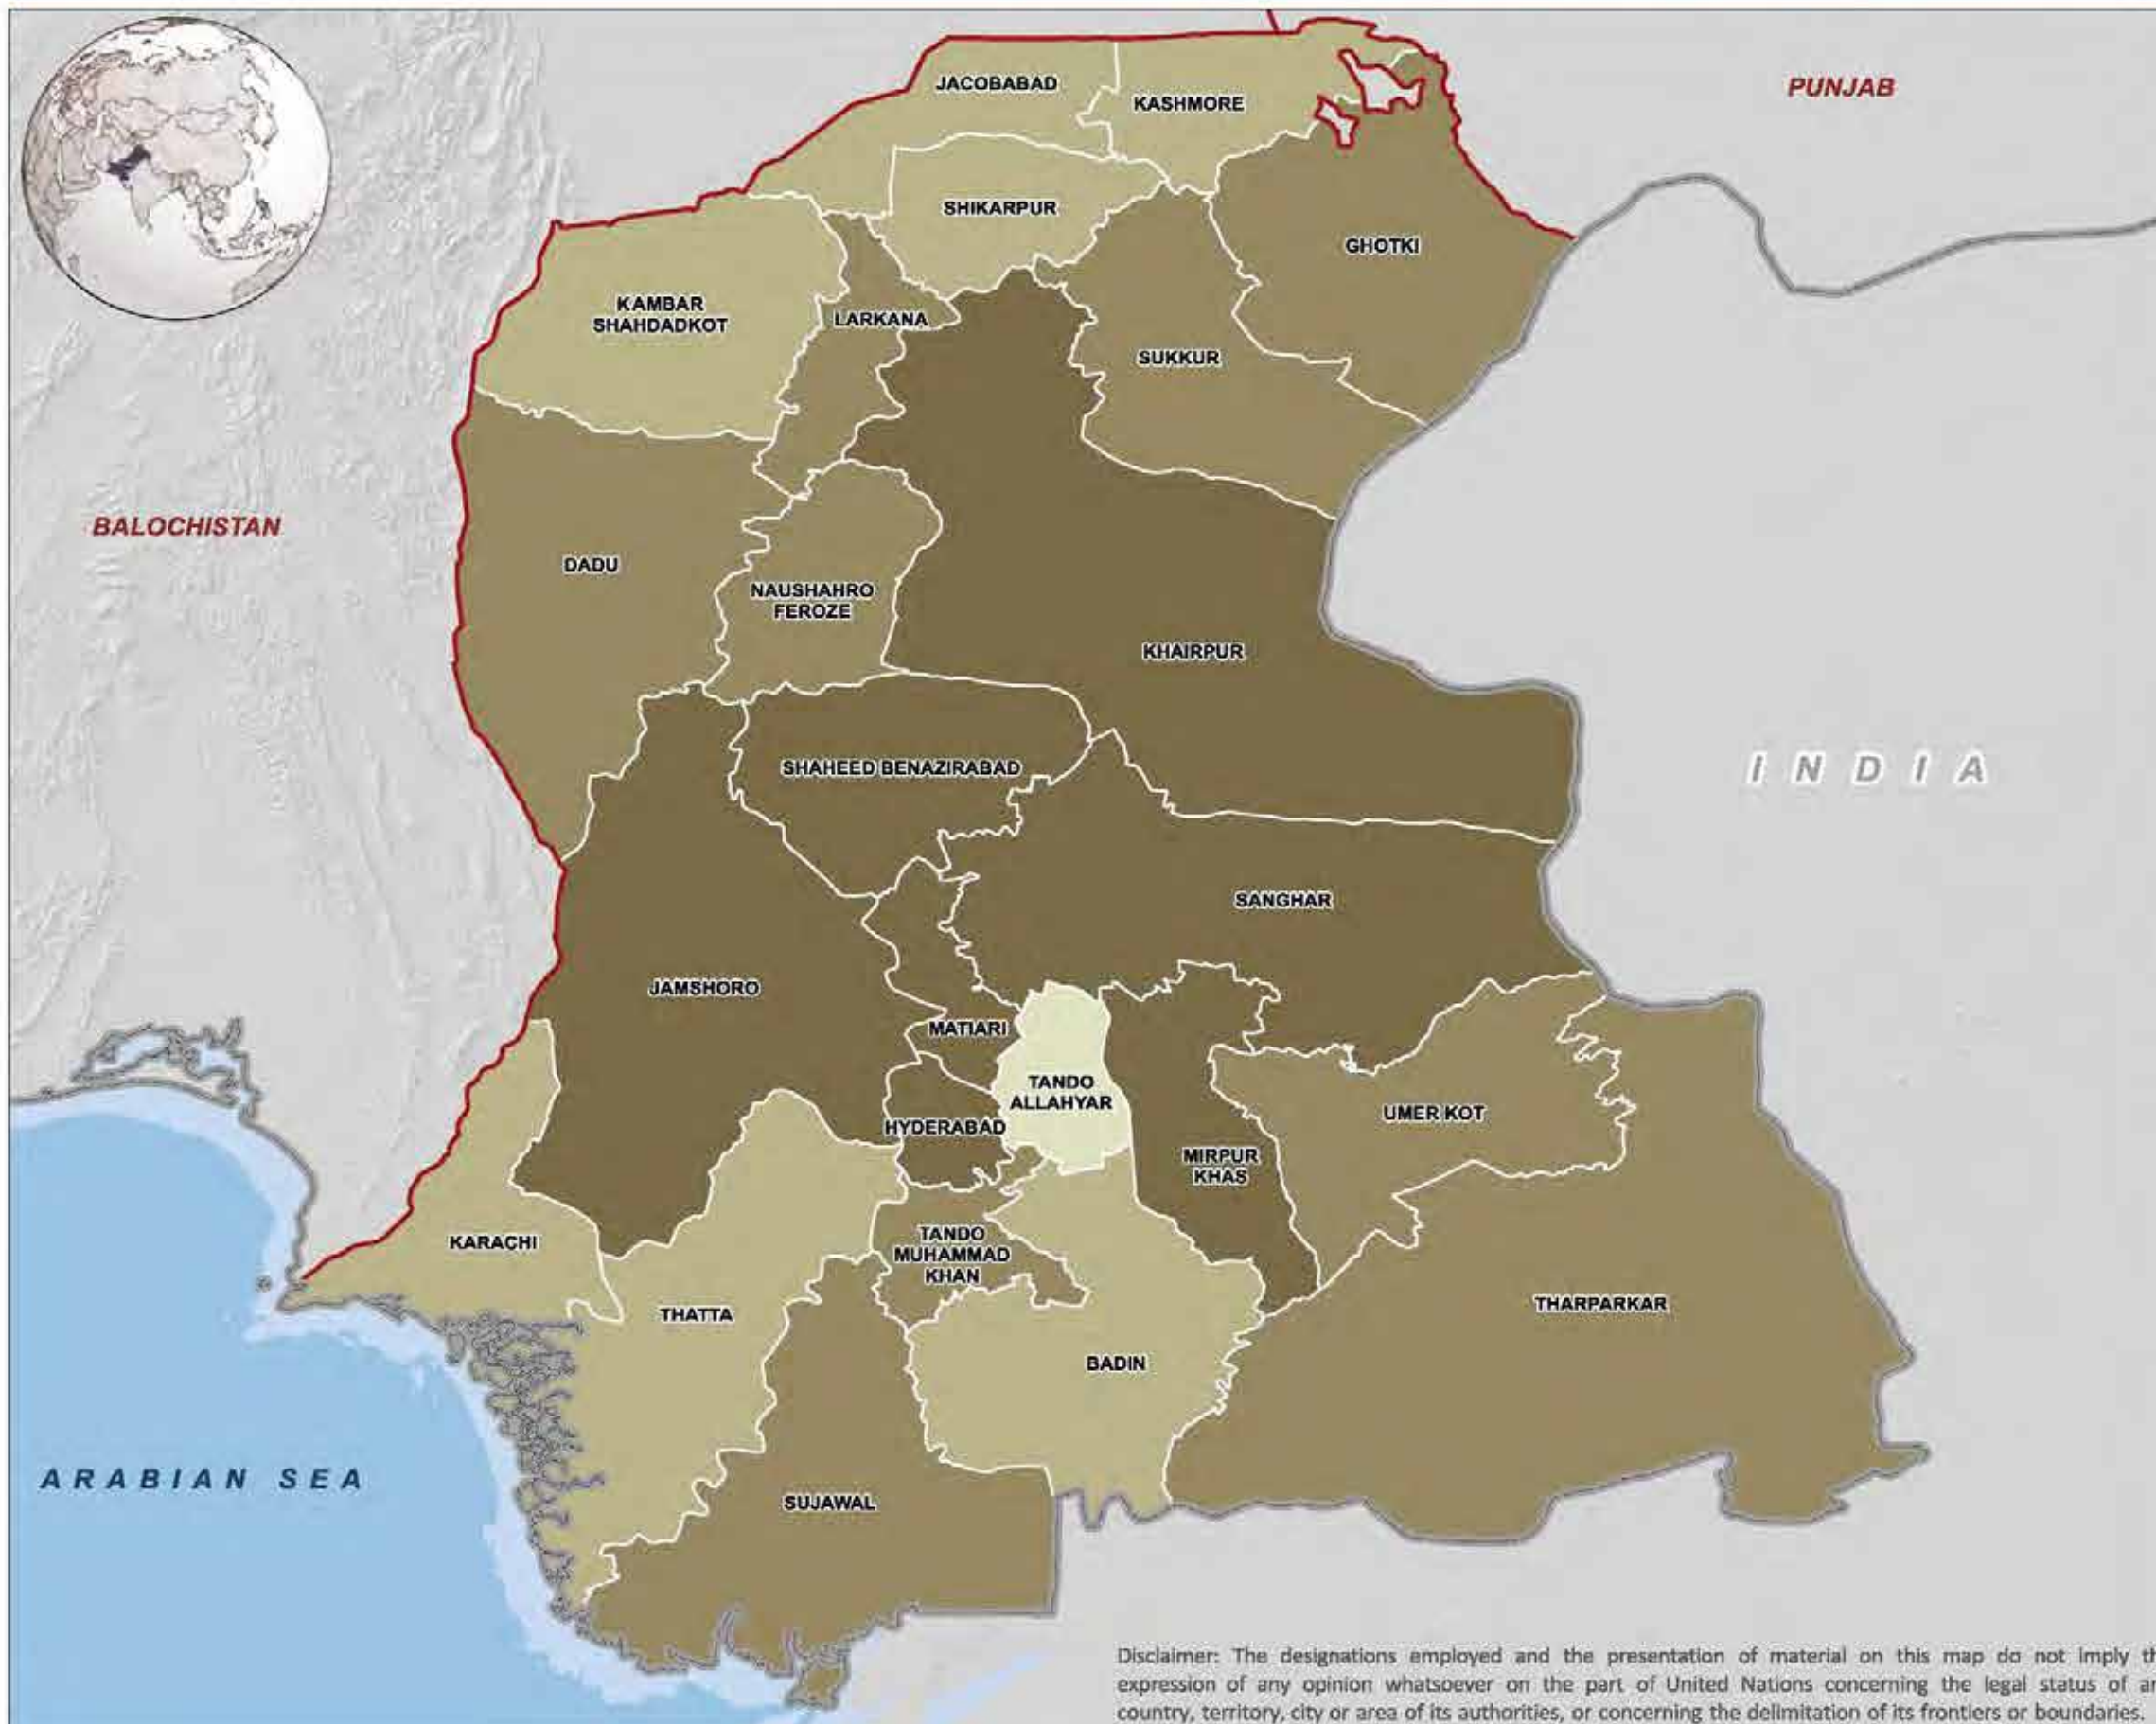 JACOBABAD
PUNJAB
KASHMORE
SHIKARPUR
GHOTKI
KAMBAR
SHAHDADKOT
LARKANA
SUKKUR
BALOCHISTAN
DADU
NAUSHAHRO
FEROZE
KHAIRPUR
SHAHEED BENAZIRABAD
INDIA
SANGHAR
JAMSHORO
MATIARI
TANDO
ALLAHYAR
HYDERABAD
UMER KOT
MIRPUR
KHAS
KARACHI
TANDO
MUHAMMAD
KHAN
THATTA
THARPARKAR
BADIN
ARABIAN SEA
SUJAWAL
Disclaimer: The designations employed and the presentation of material on this map do not imply th
expression of any opinion whatsoever on the part of United Nations concerning the legal status of an
country, territory, city or area of its authorities, or concerning the delimitation of its frontiers or boundaries.